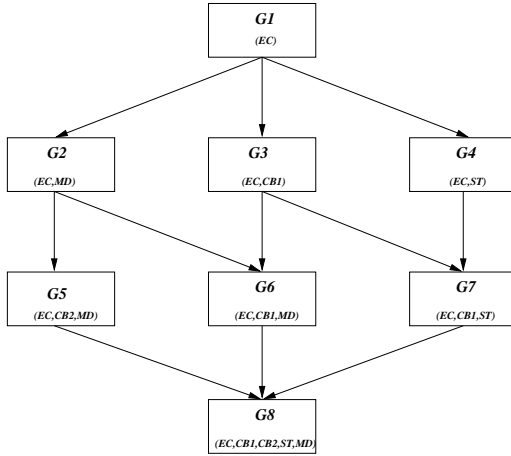 G1
(EC)
G2
(EC,MD)
G3
(EC,CB1)
G4
(EC,ST)
G5
(EC,CB2,MD)
G6
(EC,CB1,MD)
G7
(EC,CB1,ST)
G8
(EC,CB1,CB2,ST,MD)